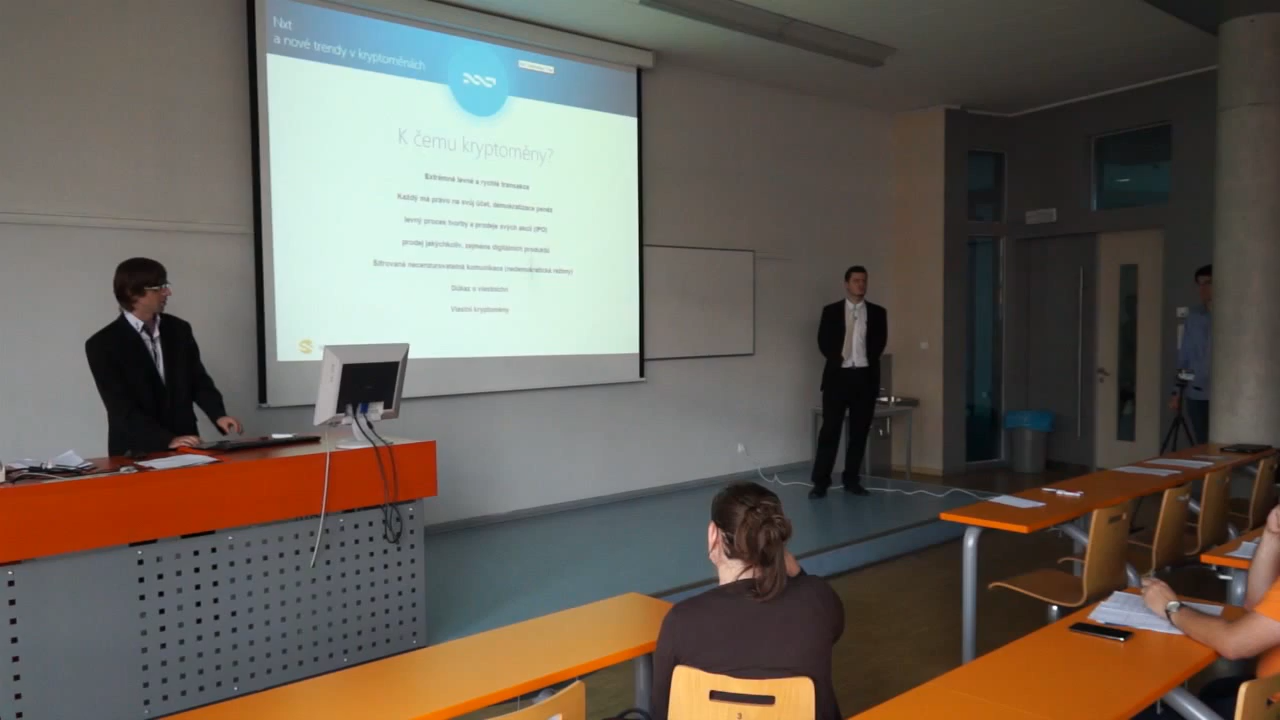 Nxt
a nové trendy v kryptoměnách
K čemu kryptoměny?
Extrémně levné a rychlé transakce
Každý má právo na svůj účet, demokratizace peněz
levný proces tvorby a prodeje svých akcií (IPO)
prodej jakýchkoliv, zejména digitálních produktů
Šifrovaná necenzurovatelná komunikace (nedemokratické režimy)
Důkaz o vlastnictví
Vlastní kryptoměny